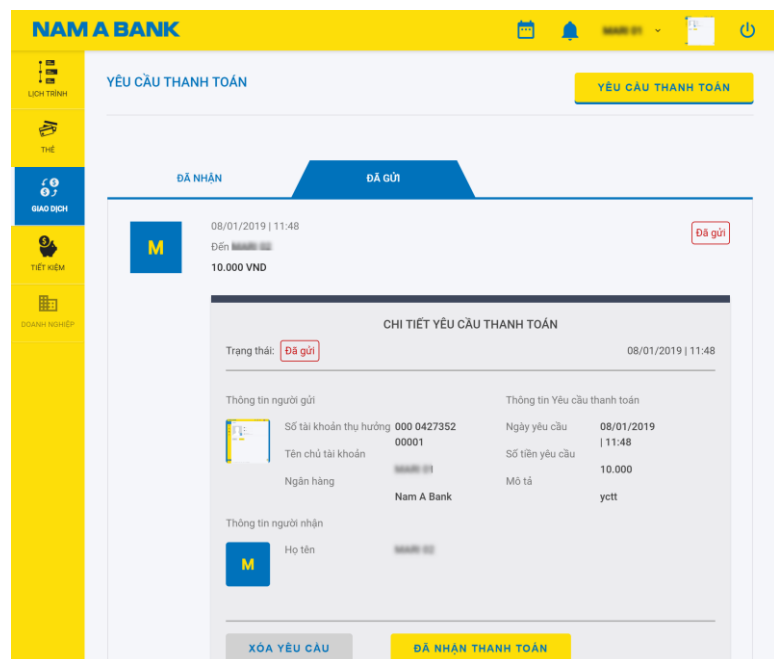 NAM A BANK
LỊCH TRÌNH
THẺ
GIAO DỊCH
TIẾT KIỆM
DOANH NGHIỆP
YÊU CẦU THANH TOÁN
YÊU CẦU THANH TOÁN
ĐÃ NHẬN
ĐÃ GỬI
M
08/01/2019 | 11:48
Đến
10.000 VND
Đã gửi
CHI TIẾT YÊU CẦU THANH TOÁN
Trạng thái: Đã gửi
08/01/2019 | 11:48
Thông tin người gửi
Số tài khoản thụ hưởng 000 0427352
00001
Tên chủ tài khoản
Ngân hàng
Nam A Bank
Thông tin Yêu cầu thanh toán
Ngày yêu cầu 08/01/2019
| 11:48
Số tiền yêu cầu
10.000
Mô tả
yctt
Thông tin người nhận
M
Họ tên
XÓA YÊU CẦU
ĐÃ NHẬN THANH TOÁN